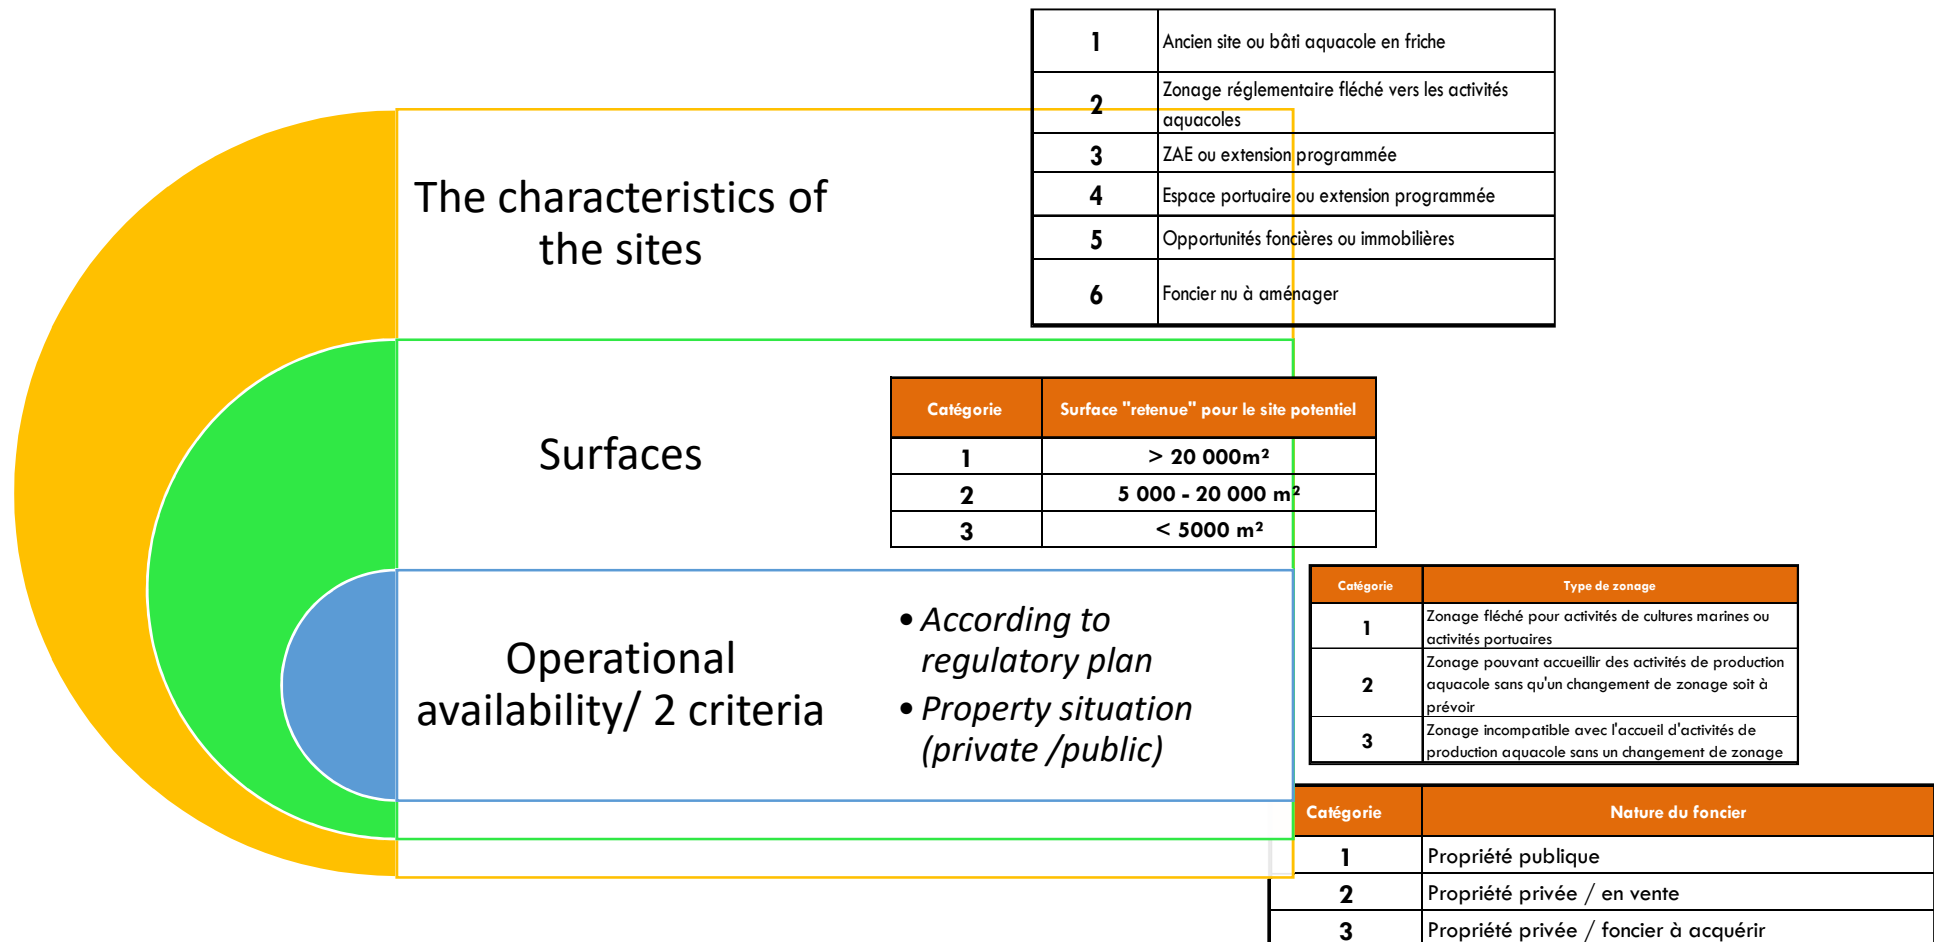 1 Ancien site ou bâti aquacole en friche
2 Zonage réglementaire fléché vers les activités
aquacoles
3 ZAE ou extension programmée
4 Espace portuaire ou extension programmée
5 Opportunités foncières ou immobilières
6 Foncier nu à aménager
The characteristics of
the sites
Surfaces
Catégorie Surface "retenue" pour le site potentiel
1 > 20 000m²
2 5 000 - 20 000 m²
3 < 5000 m²
Operational
availability/ 2 criteria
• According to
regulatory plan
• Property situation
(private /public)
Catégorie Type de zonage
1 Zonage fléché pour activités de cultures marines ou
activités portuaires
2 Zonage pouvant accueillir des activités de production
aquacole sans qu'un changement de zonage soit à
prévoir
3 Zonage incompatible avec l'accueil d'activités de
production aquacole sans un changement de zonage
Catégorie Nature du foncier
1 Propriété publique
2 Propriété privée / en vente
3 Propriété privée / foncier à acquérir